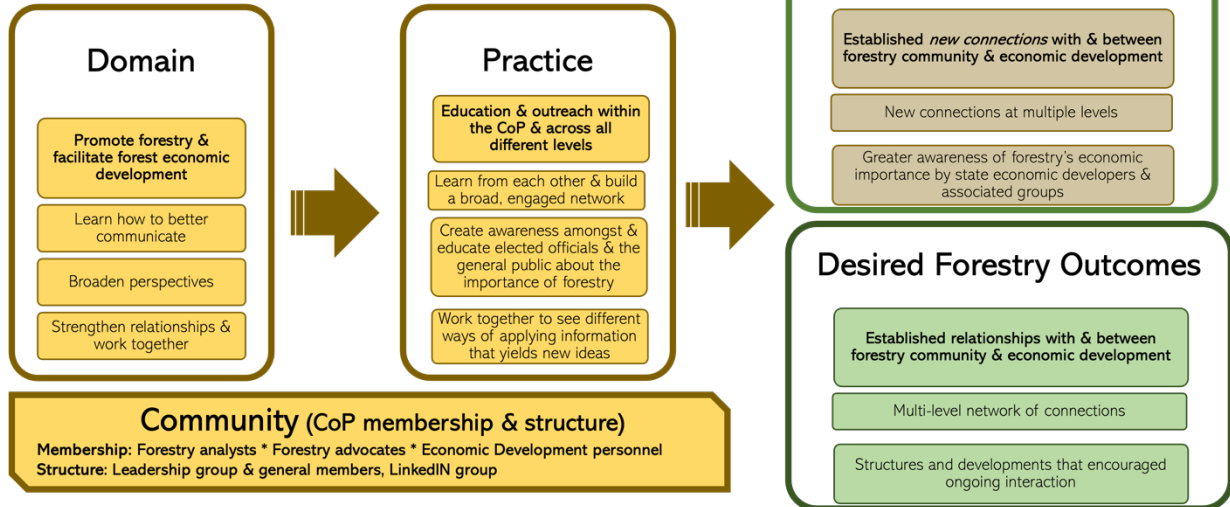 Domain
Promote forestry &
facilitate forest economic
development
Learn how to better
communicate
Broaden perspectives
Strengthen relationships &
work together
Practice
Education & outreach within
the CoP & across all
different levels
Learn from each other & build
a broad, engaged network
Create awareness amongst &
educate elected officials & the
general public about the
importance of forestry
Work together to see different
ways of applying information
that yields new ideas
Community (CoP membership & structure)
Membership: Forestry analysts * Forestry advocates * Economic Development personnel
Structure: Leadership group & general members, LinkedIN group
Established new connections with & between
forestry community & economic development
New connections at multiple levels
Greater awareness of forestry's economic
importance by state economic developers &
associated groups
Desired Forestry Outcomes
Established relationships with & between
forestry community & economic development
Multi-level network of connections
Structures and developments that encouraged
ongoing interaction